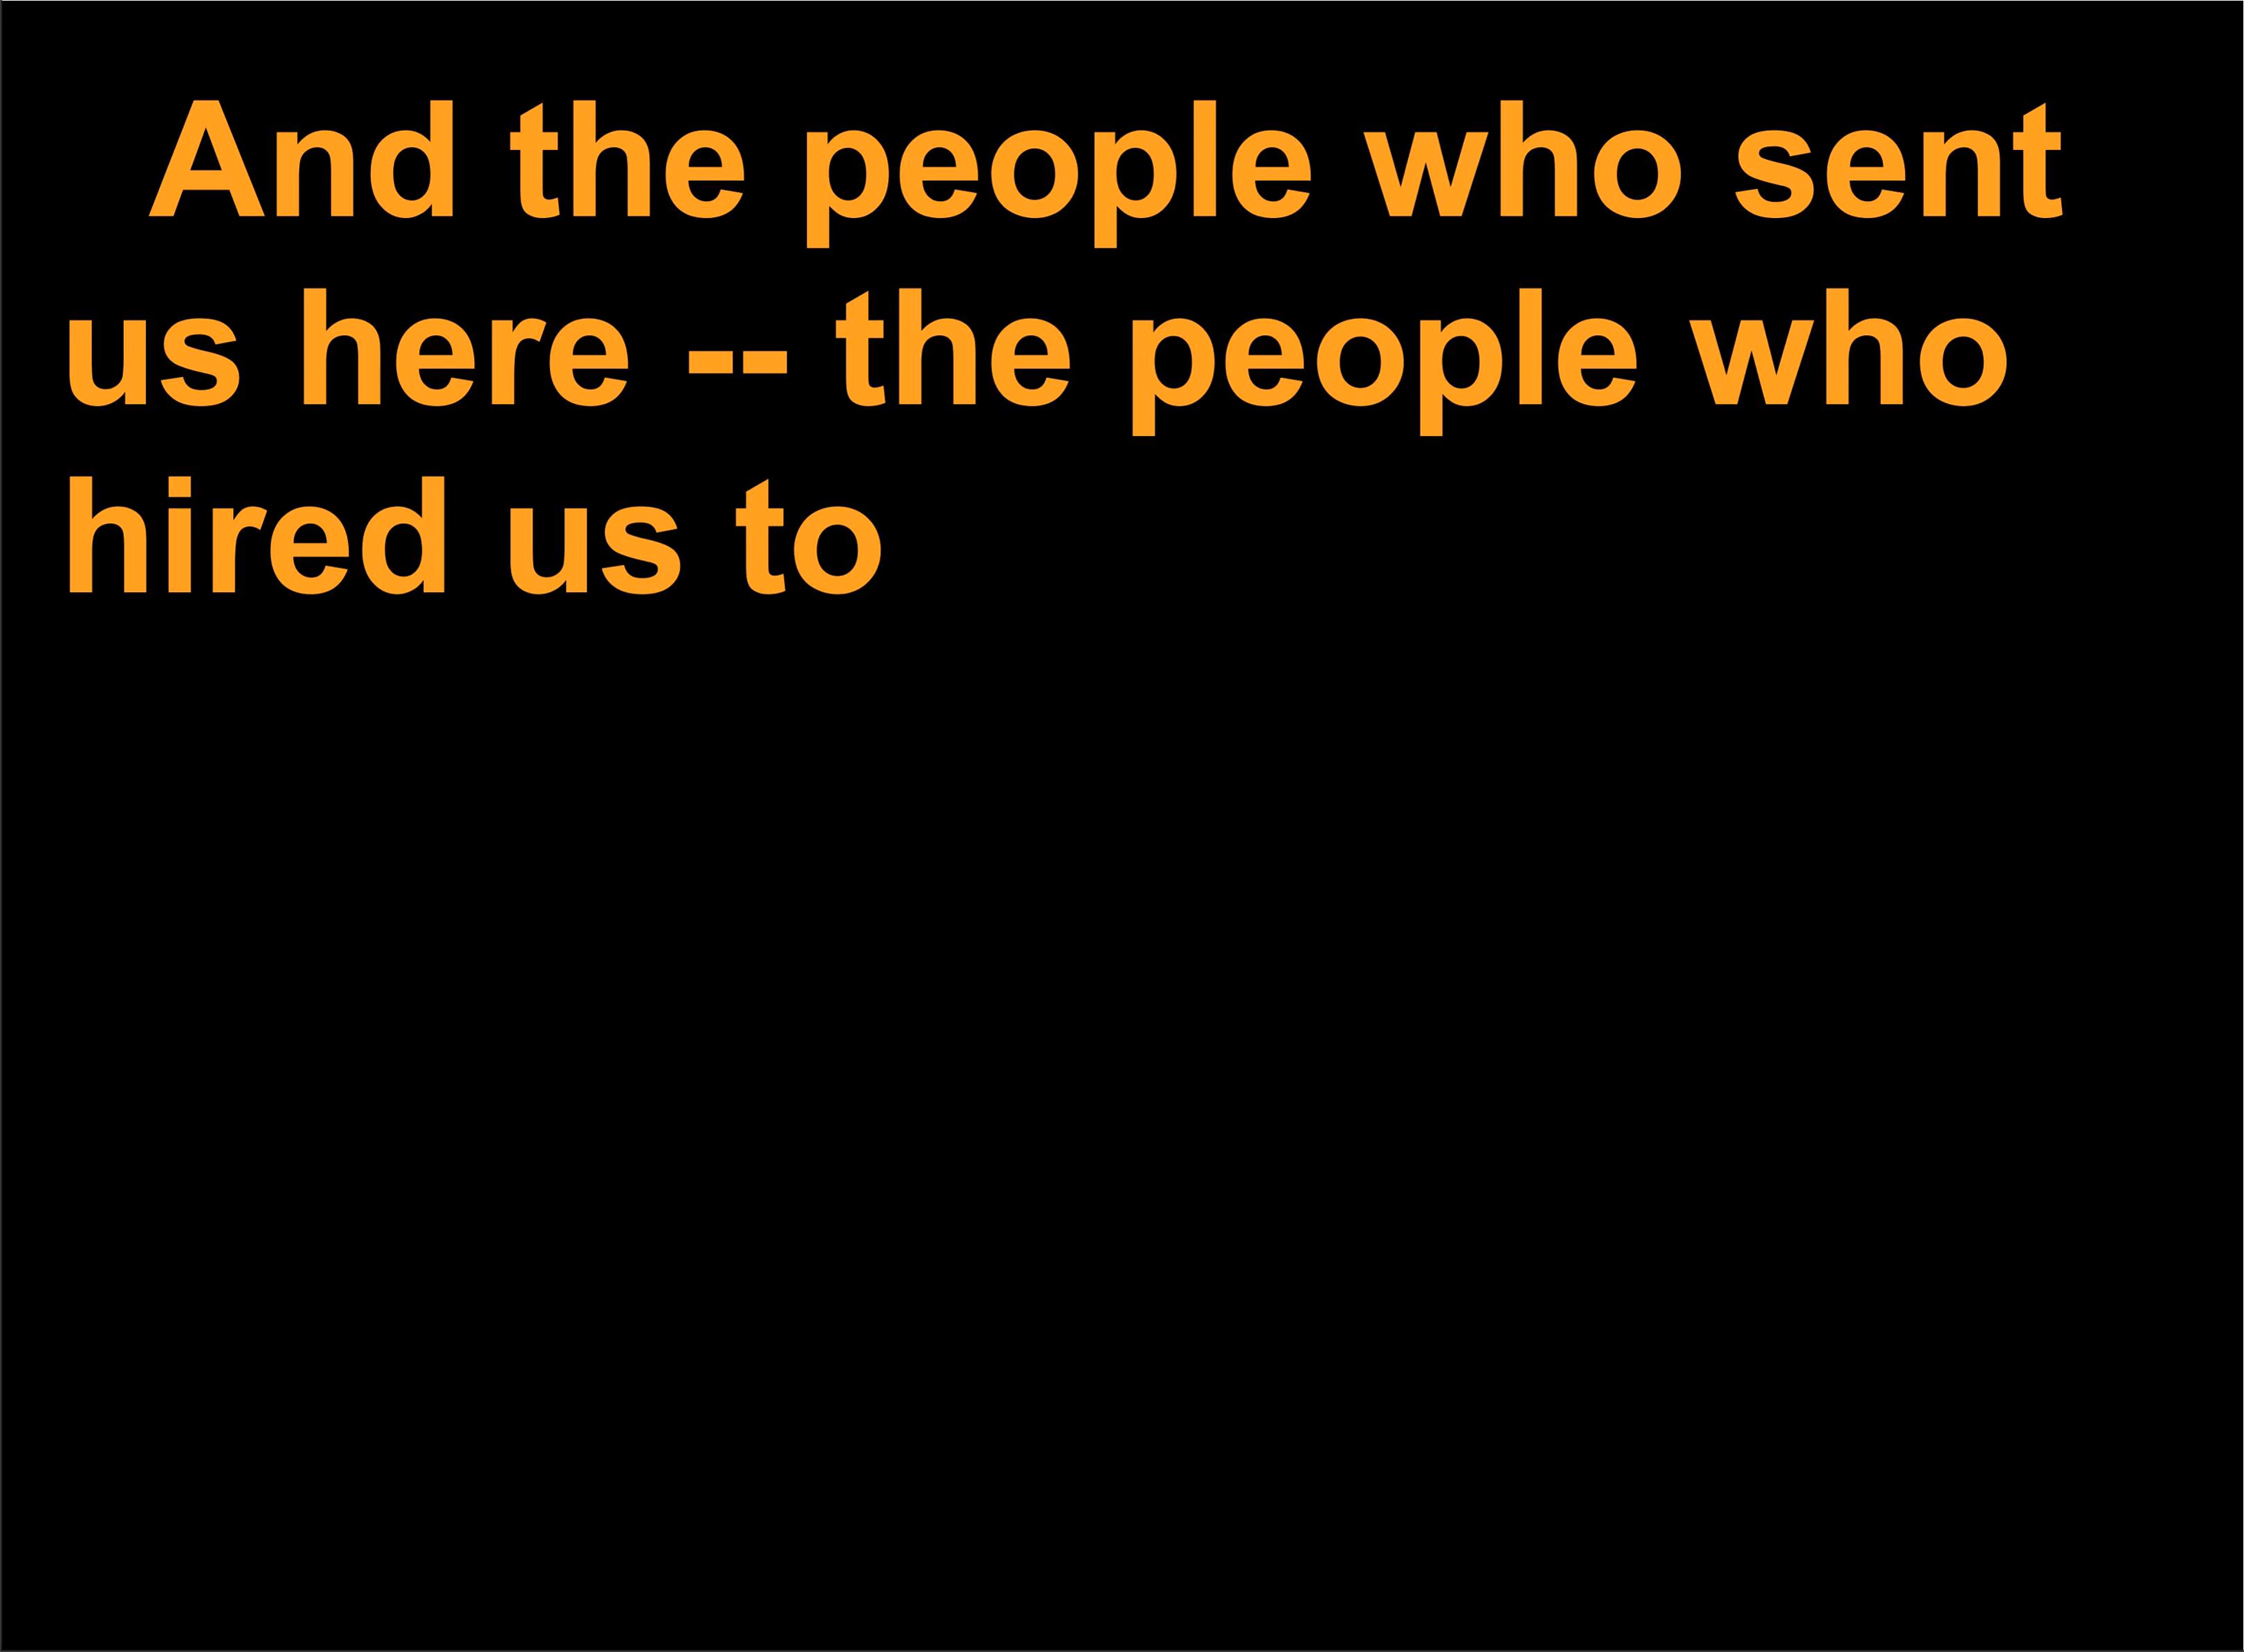 And the people who sent
us here -- the people who
hired us to